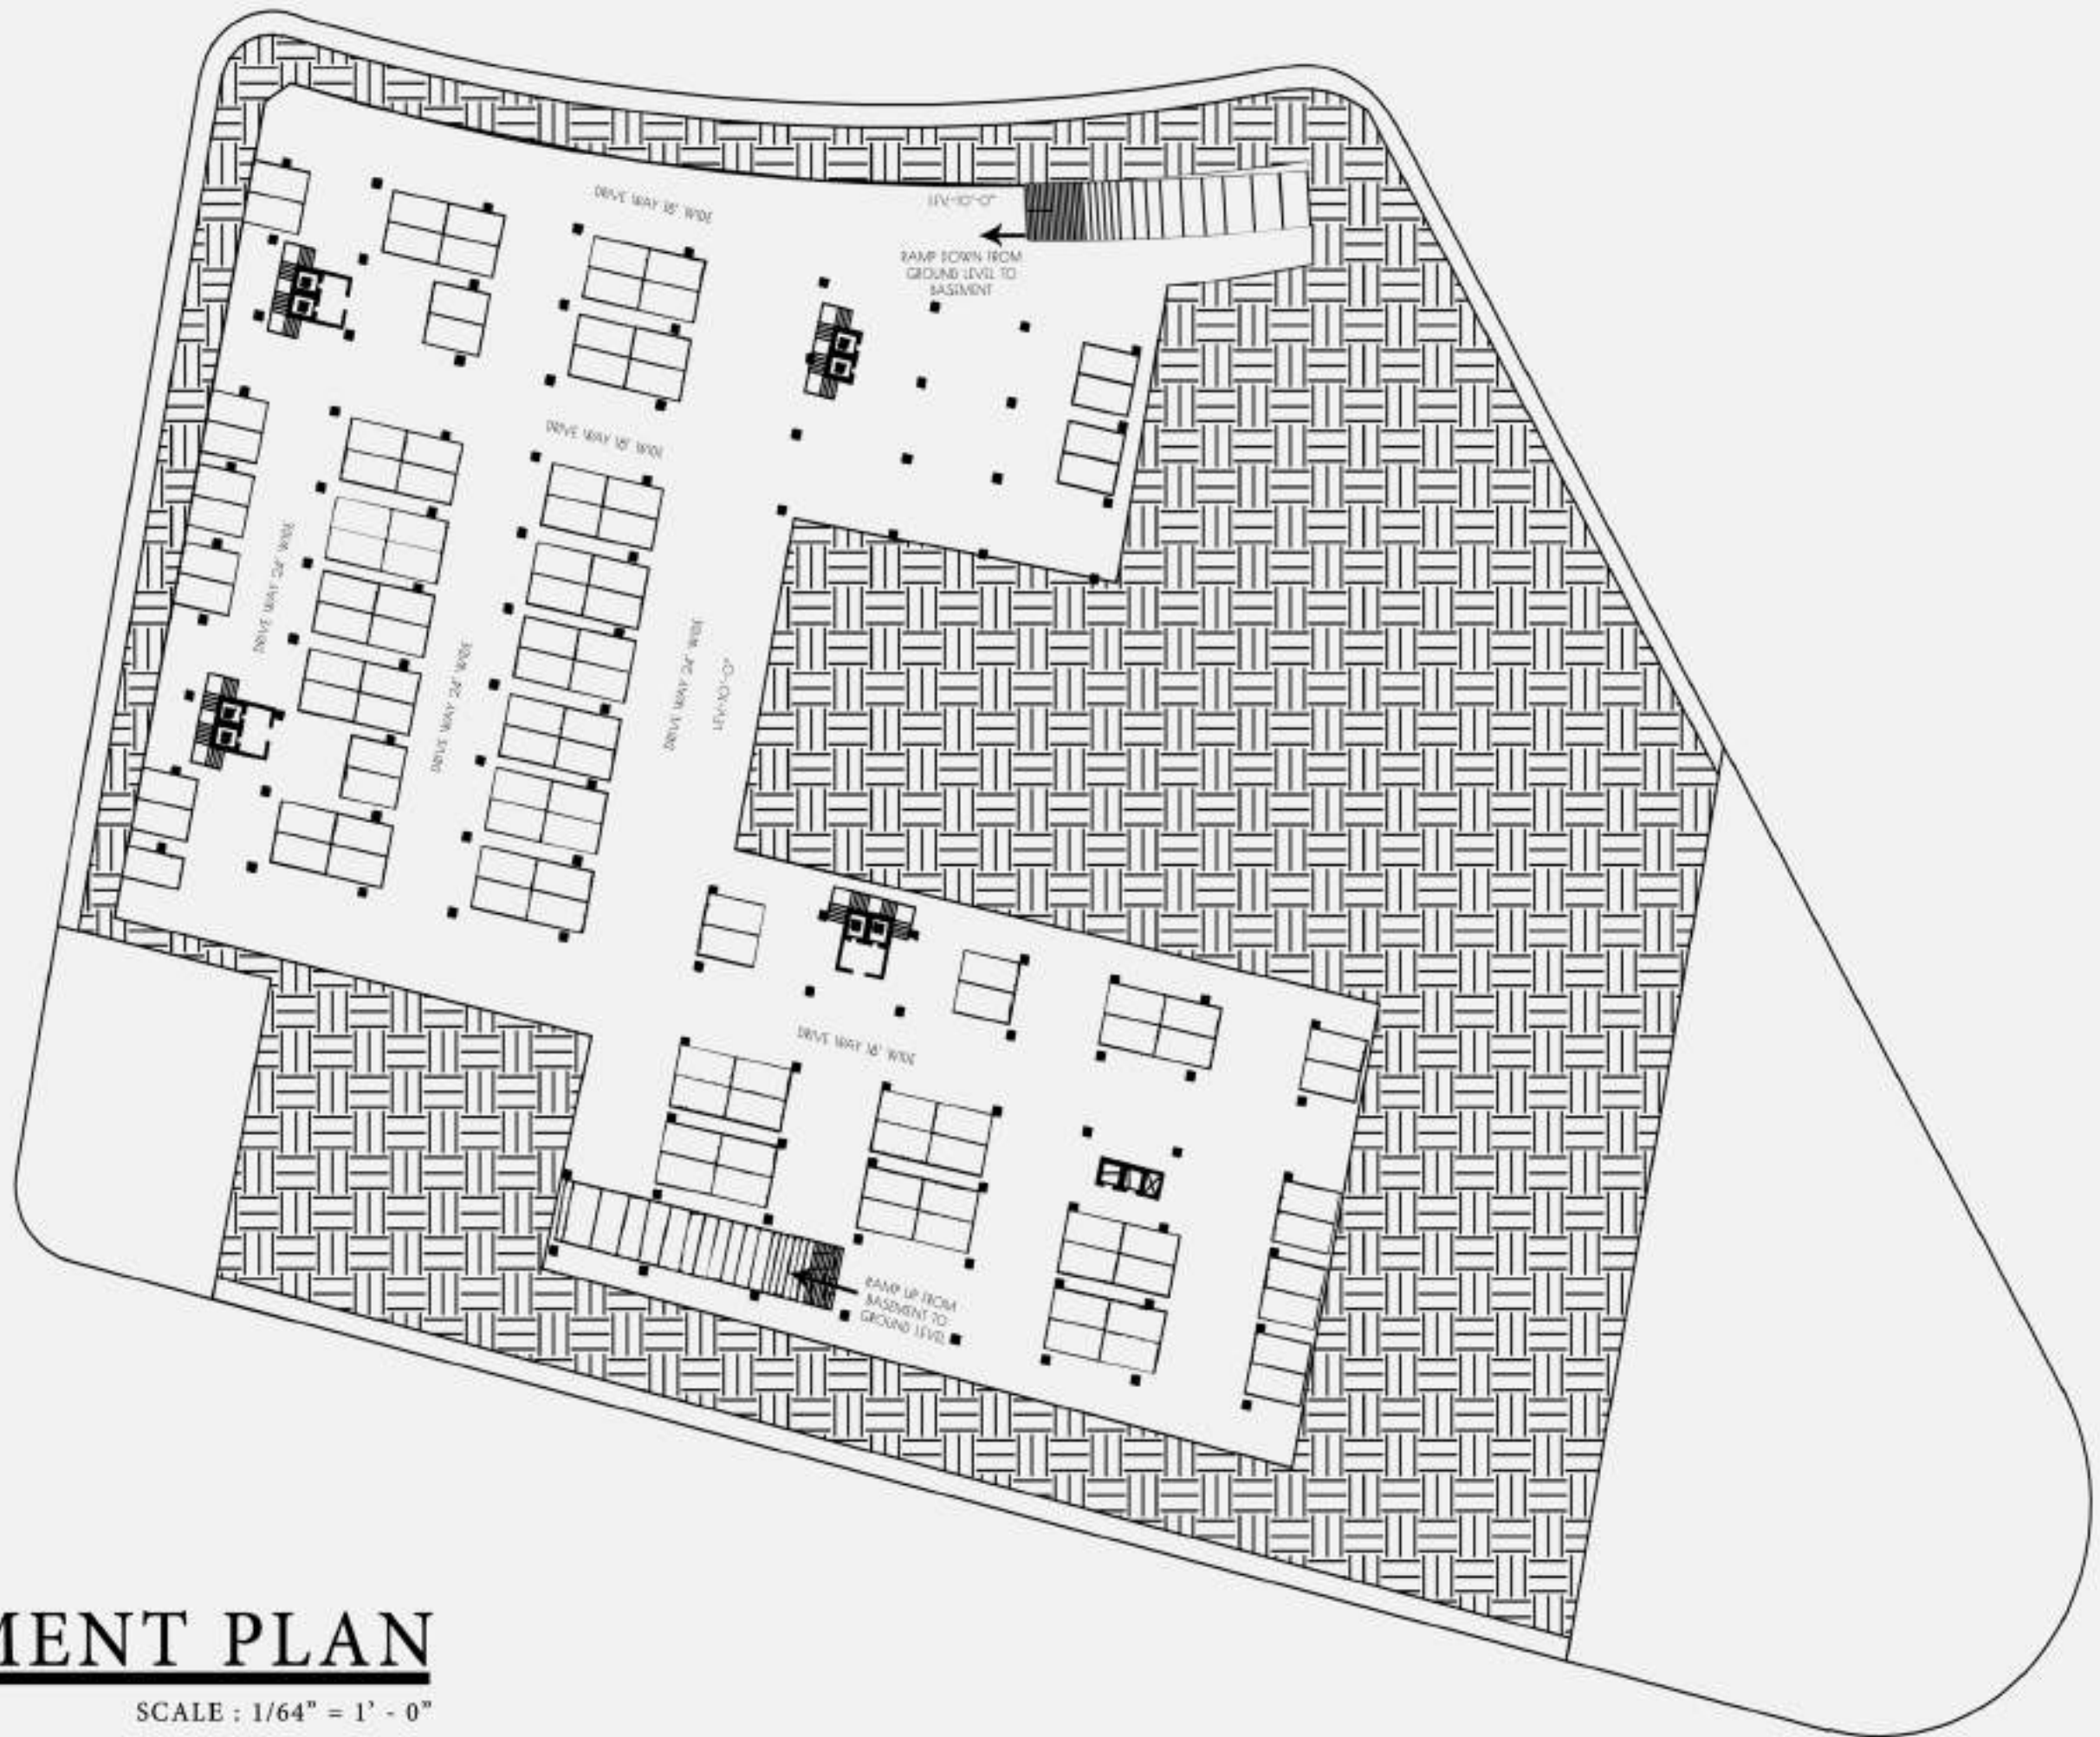 DRIVE WAY 18' WIDE
LEV-10'-0"
RAMP DOWN FROM
GROUND LEVEL TO
BASEMENT
DRIVE WAY 18' WIDE
DRIVE WAY 24' WIDE
DRIVE WAY 24' WIDE
DRIVE WAY 24' WIDE
LEV-10'-0"
DRIVE WAY 18' WIDE
RAMP UP FROM
BASEMENT TO
GROUND LEVEL
MENT PLAN
SCALE : 1/64" = 1' - 0"